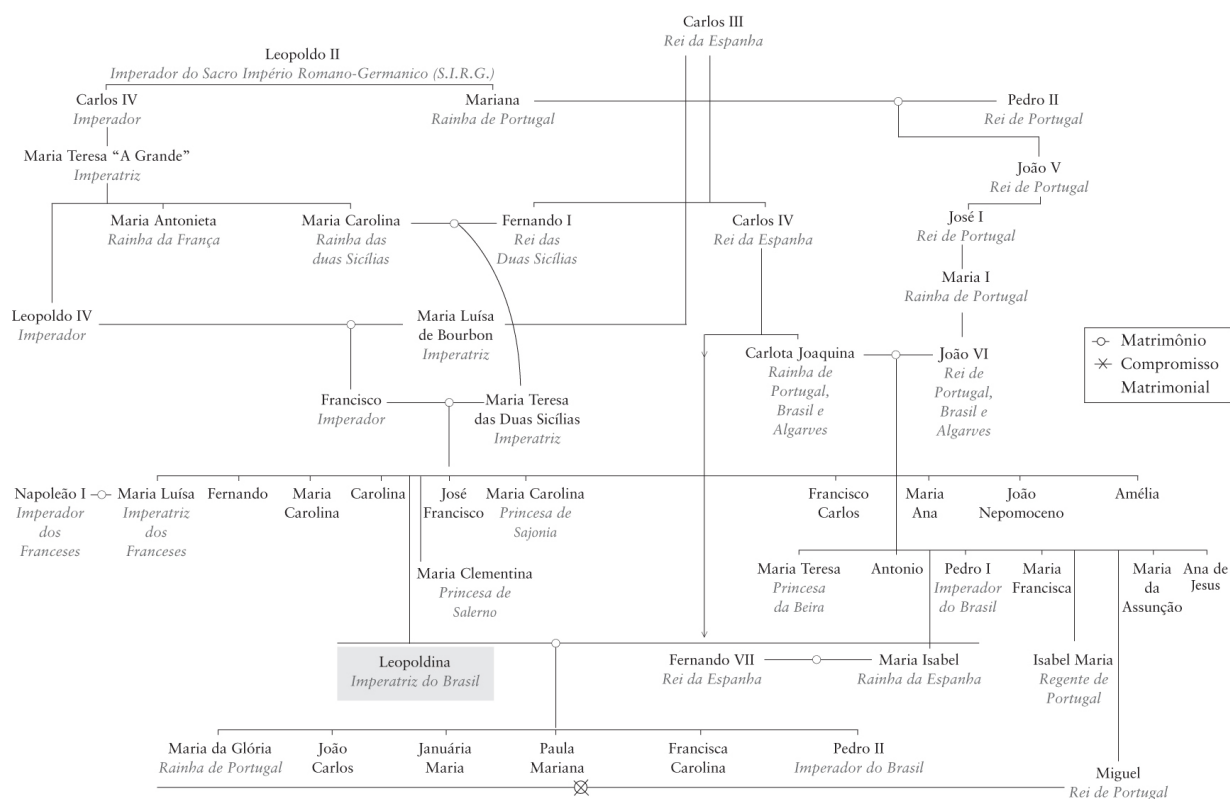 Carlos III
Rei da Espanha
Leopoldo II
Imperador do Sacro Império Romano-Germanico (S.I.R.G.)
Carlos IV
Imperador
Mariana
Rainha de Portugal
Pedro II
Rei de Portugal
Maria Teresa “A Grande”
Imperatriz
João V
Rei de Portugal
Maria Antonieta
Rainha da França
Maria Carolina
Rainha das
duas Sicílias
Fernando I
Rei das
Duas Sicílias
Carlos IV
Rei da Espanha
José I
Rei de Portugal
Maria I
Rainha de Portugal
Leopoldo IV
Imperador
Maria Luísa
de Bourbon
Imperatriz
Matrimônio
Compromisso
Matrimonial
Carlota Joaquina
Rainha de
Portugal,
Brasil e
Algarves
João VI
Rei de
Portugal,
Brasil e
Algarves
Francisco
Imperador
Maria Teresa
das Duas Sicílias
Imperatriz
Napoleão I
Imperador
dos
Franceses
Maria Luísa
Imperatriz
dos
Franceses
Fernando
Maria
Carolina
Carolina
José
Francisco
Maria Carolina
Princesa de
Sajonia
Francisco
Carlos
Maria
Ana
João
Nepomoceno
Amélia
Maria Clementina
Princesa de
Salerno
Maria Teresa
Princesa
da Beira
Antonio
Pedro I
Imperador
do Brasil
Maria
Francisca
Maria
da
Assunção
Ana de
Jesus
Leopoldina
Imperatriz do Brasil
Fernando VII
Rei da Espanha
Maria Isabel
Rainha da Espanha
Isabel Maria
Regente de
Portugal
Maria da Glória
Rainha de Portugal
João
Carlos
Januária
Maria
Paula
Mariana
Francisca
Carolina
Pedro II
Imperador do Brasil
Miguel
Rei de Portugal